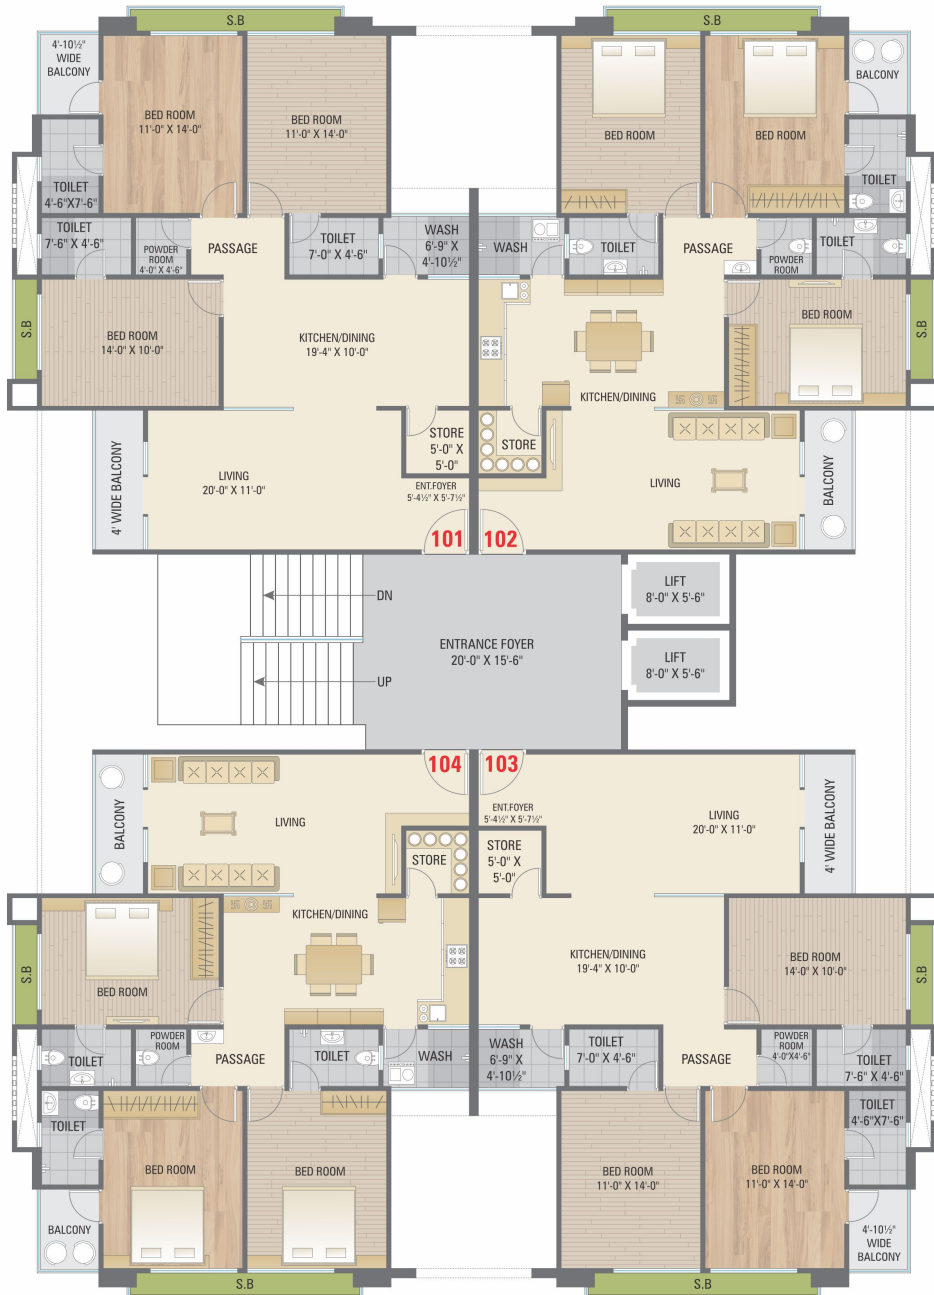 S.B
S.B
4'-10½"
WIDE
BALCONY
BED ROOM
11'-0" X 14'-0"
BED ROOM
11'-0" X 14'-0"
BED ROOM
BED ROOM
BALCONY
TOILET
4'-6"X7'-6"
TOILET
TOILET
7'-6" X 4'-6"
POWDER
ROOM
4'-0" X 4'-6"
PASSAGE
TOILET
7'-0" X 4'-6"
WASH
6'-9" X
4'-10½"
WASH
TOILET
PASSAGE
POWDER
ROOM
TOILET
S.B
BED ROOM
14'-0" X 10'-0"
KITCHEN/DINING
19'-4" X 10'-0"
KITCHEN/DINING
BED ROOM
S.B
4' WIDE BALCONY
LIVING
20'-0" X 11'-0"
STORE
5'-0" X
5'-0"
ENT.FOYER
5'-4½" X 5'-7½"
STORE
LIVING
BALCONY
101
102
DN
UP
ENTRANCE FOYER
20'-0" X 15'-6"
LIFT
8'-0" X 5'-6"
LIFT
8'-0" X 5'-6"
104
103
BALCONY
LIVING
STORE
ENT.FOYER
5'-4½" X 5'-7½"
STORE
5'-0" X
5'-0"
LIVING
20'-0" X 11'-0"
4' WIDE BALCONY
S.B
BED ROOM
KITCHEN/DINING
KITCHEN/DINING
19'-4" X 10'-0"
BED ROOM
14'-0" X 10'-0"
S.B
TOILET
POWDER
ROOM
PASSAGE
TOILET
WASH
WASH
6'-9" X
4'-10½"
TOILET
7'-0" X 4'-6"
PASSAGE
POWDER
ROOM
4'-0"X4'-6"
TOILET
7'-6" X 4'-6"
TOILET
TOILET
4'-6"X7'-6"
BED ROOM
BED ROOM
BED ROOM
11'-0" X 14'-0"
BED ROOM
11'-0" X 14'-0"
BALCONY
4'-10½"
WIDE
BALCONY
S.B
S.B